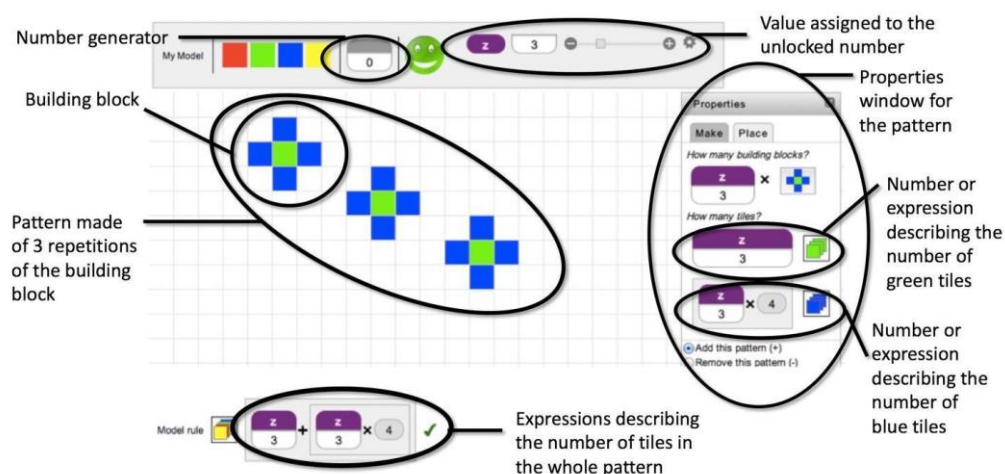 Number generator
Value assigned to the
unlocked number
My Model
0
z 3
Building block
Properties
window for
the pattern
Properties
Make Place
How many building blocks?
z
3
×
How many tiles?
z
3
z
3
× 4
Add this pattern (+)
Remove this pattern (-)
Pattern made
of 3 repetitions
of the building
block
Number or
expression
describing the
number of
green tiles
Number or
expression
describing the
number of
blue tiles
Model rule
z + z × 4
3 3
Expressions describing
the number of tiles in
the whole pattern